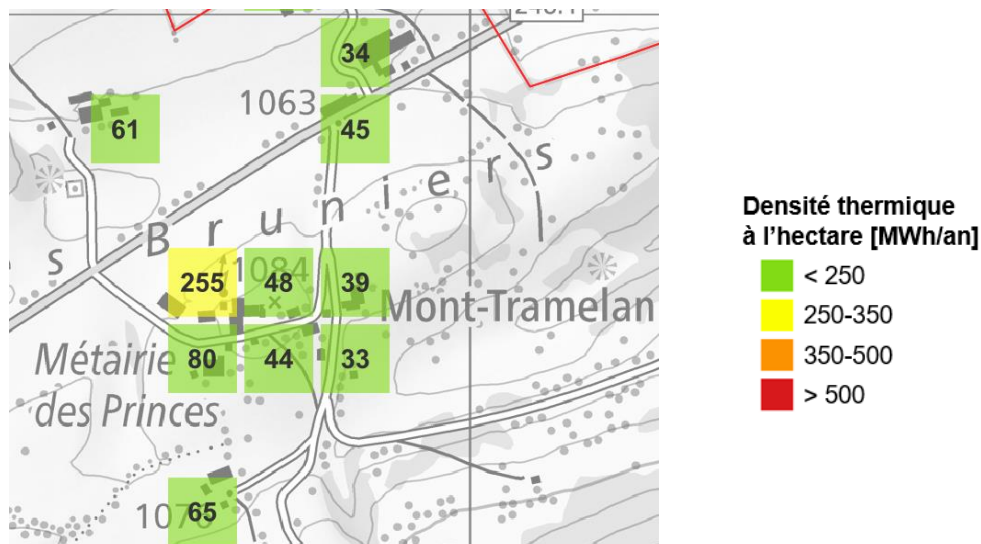 34
1063
45
61
s Bruniers
255
1084
48
39
Mont-Tramelan
80
44
33
Métairie
des Princes
65
Densité thermique
à l'hectare [MWh/an]
< 250
250-350
350-500
> 500